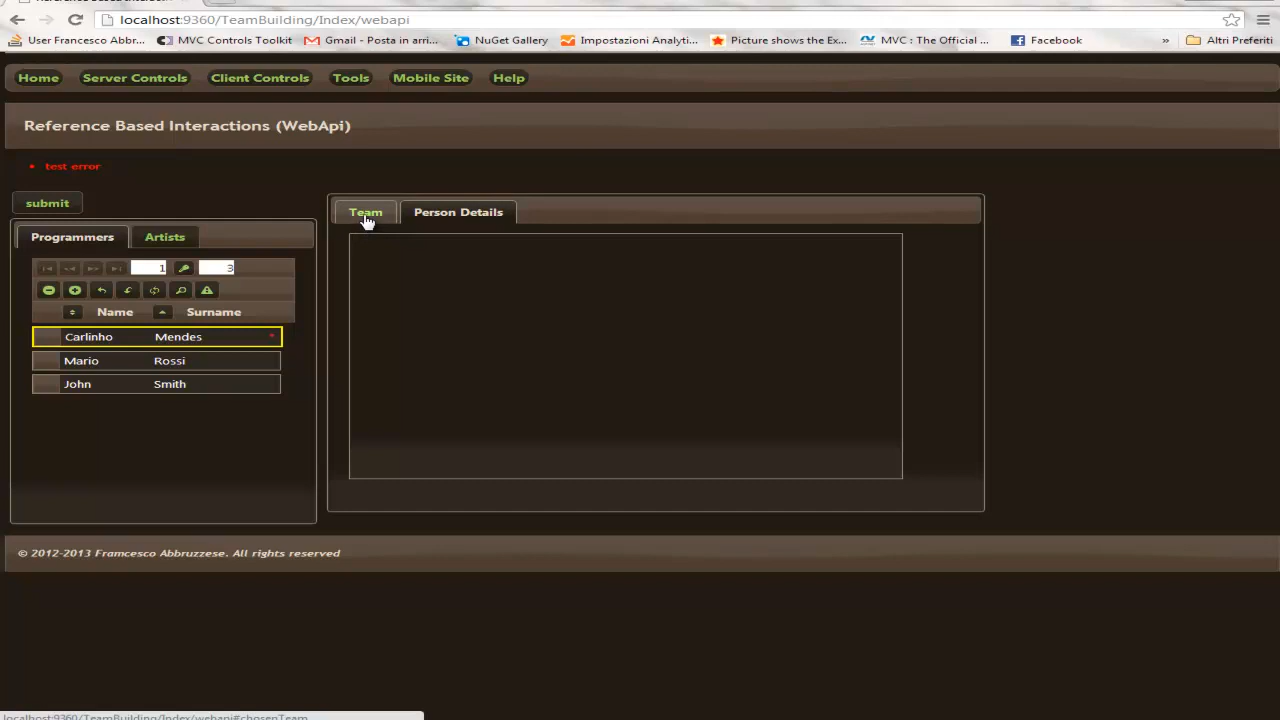 localhost:9360/TeamBuilding/Index/webapi
User Francesco Abbr... MVC Controls Toolkit Gmail - Posta in arri... NuGet Gallery Impostazioni Analyti... Picture shows the Ex... MVC : The Official ... Facebook » Altri Preferiti
Home Server Controls Client Controls Tools Mobile Site Help
Reference Based Interactions (WebApi)
• test error
submit
Team Person Details
Programmers Artists
1 3
Name Surname
Carlinho Mendes *
Mario Rossi
John Smith
© 2012-2013 Framcesco Abbruzzese. All rights reserved
localhost:9360/TeamBuilding/Index/webapi#chosenTeam